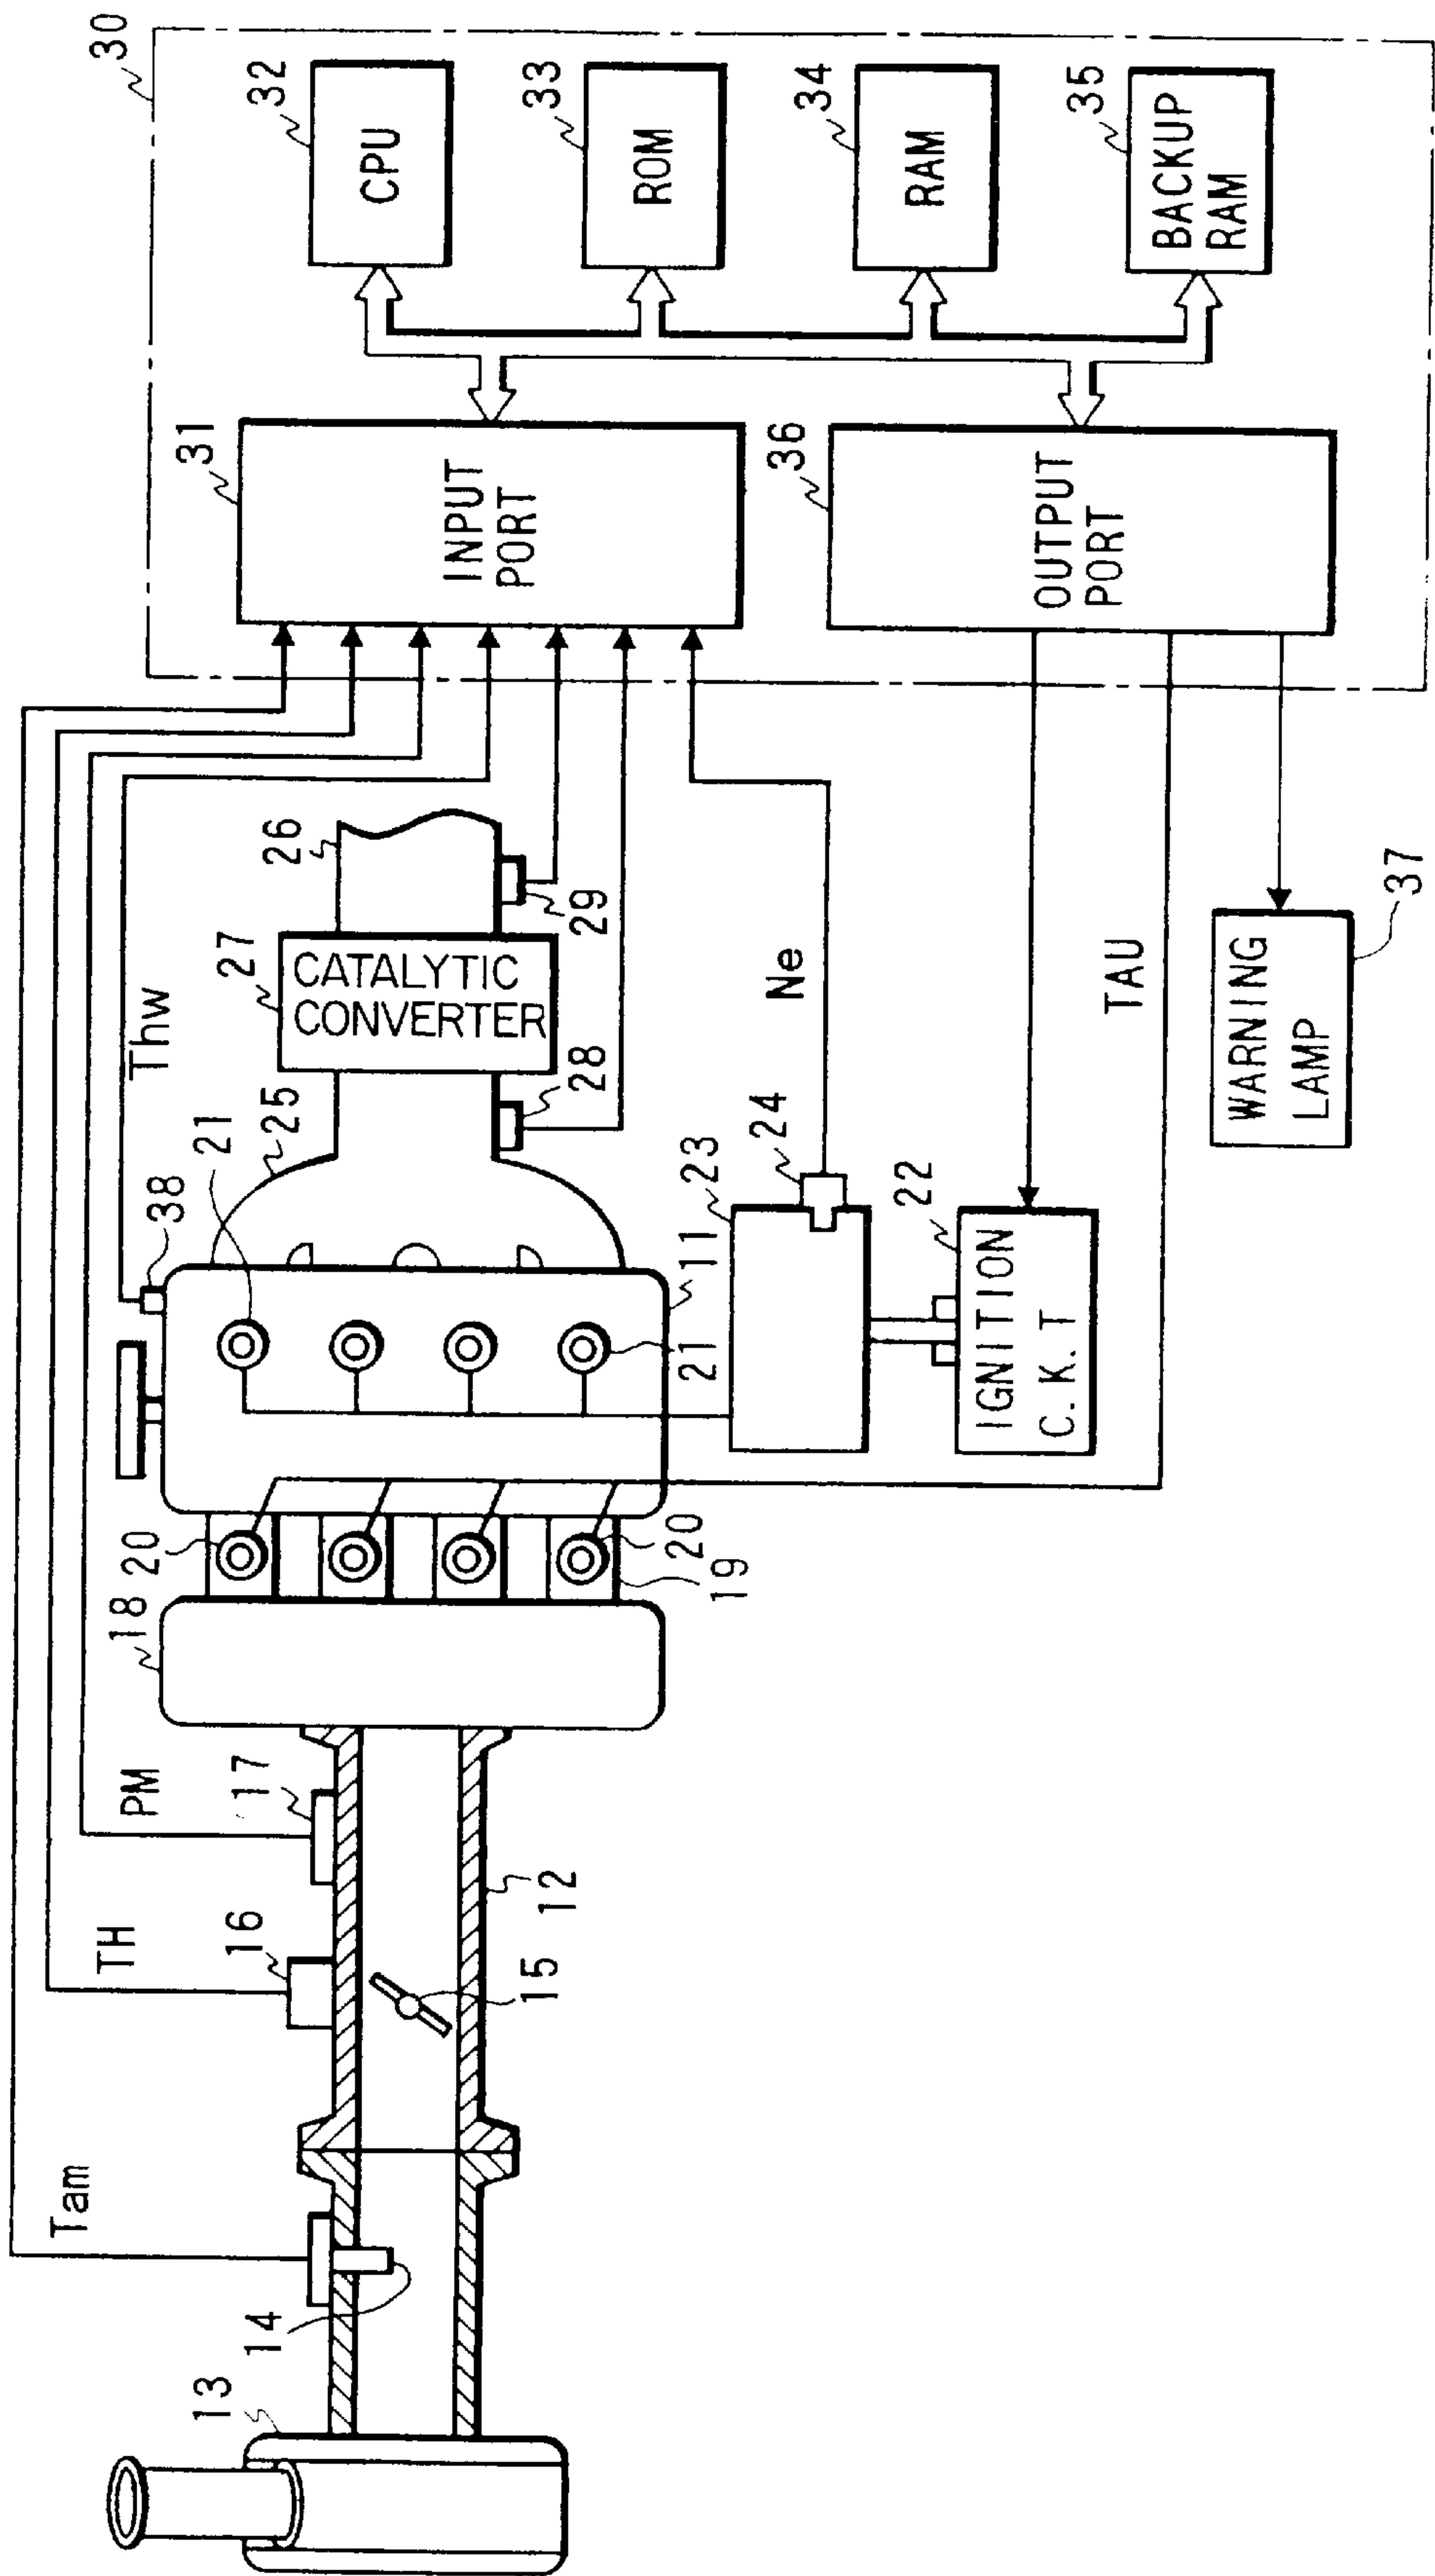 30
32
CPU
33
ROM
34
RAM
35
BACKUP
RAM
31
INPUT
PORT
36
OUTPUT
PORT
26
29
27
CATALYTIC
CONVERTER
28
Thw
25
21
38
Ne
24
23
22
IGNITION
C.K.T
TAU
37
WARNING
LAMP
11
21
20
20
19
18
PM
17
12
TH
16
15
Tam
14
13